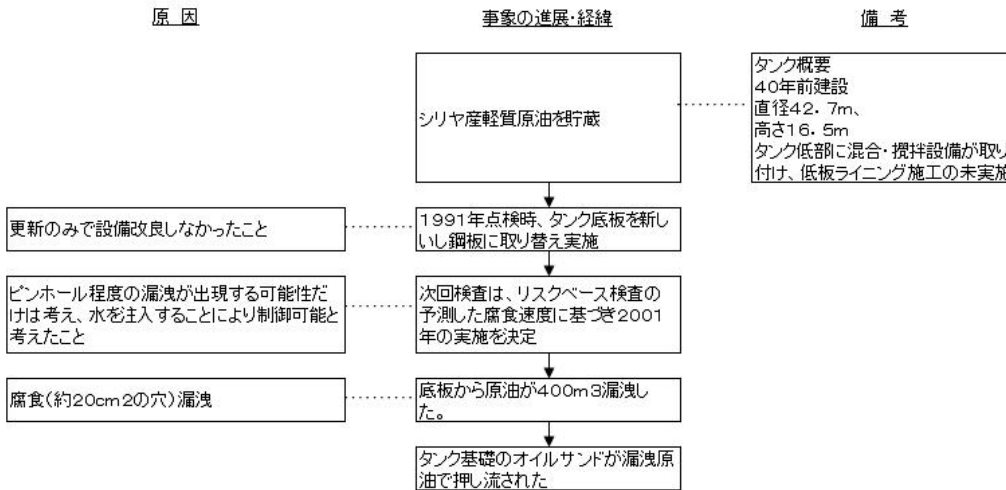 原 因
事象の進展・経緯
備 考
シリヤ産軽質原油を貯蔵
タンク概要
40年前建設
直径42．7m、
高さ16．5m
タンク低部に混合・攪拌設備が取り
付け、低板ライニング施工の未実施
更新のみで設備改良しなかったこと
1991年点検時、タンク底板を新し
いし鋼板に取り替え実施
ピンホール程度の漏洩が出現する可能性だ
けは考え、水を注入することにより制御可能と
考えたこと
次回検査は、リスクベース検査の
予測した腐食速度に基づき2001
年の実施を決定
腐食（約20cm2の穴）漏洩
底板から原油が400m3漏洩し
た。
タンク基礎のオイルサンドが漏洩原
油で押し流された